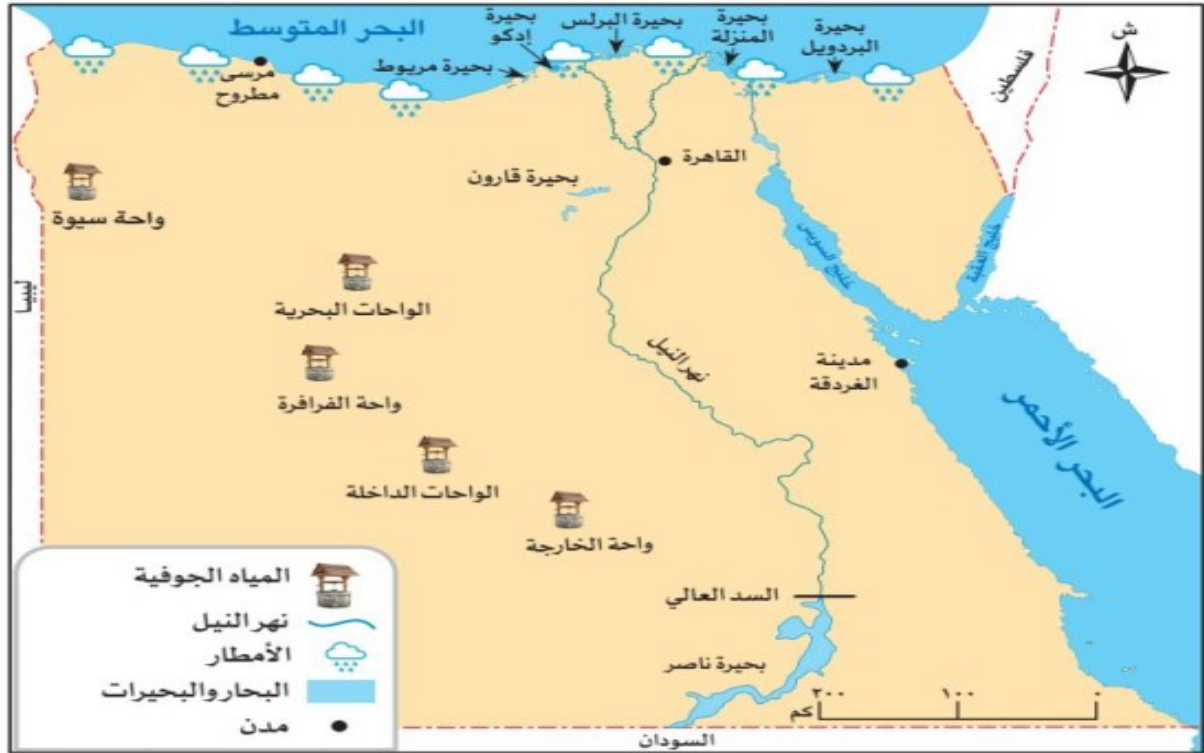 البحر المتوسط
بحيرة مريوط
بحيرة
إدكو
بحيرة البرلس
بحيرة
المنزلة
بحيرة
البردويل
ش
فلسطين
مرسى
مطروح
القاهرة
بحيرة قارون
واحة سيوة
خليج السويس
خليج العقبة
ليبيا
الواحات البحرية
نهر النيل
مدينة
الغردقة
واحة الفرافرة
البحر الأحمر
الواحات الداخلة
واحة الخارجة
السد العالي
بحيرة ناصر
المياه الجوفية
نهر النيل
الأمطار
البحار والبحيرات
مدن
٢٠٠ ١٠٠ ٠
كم
السودان